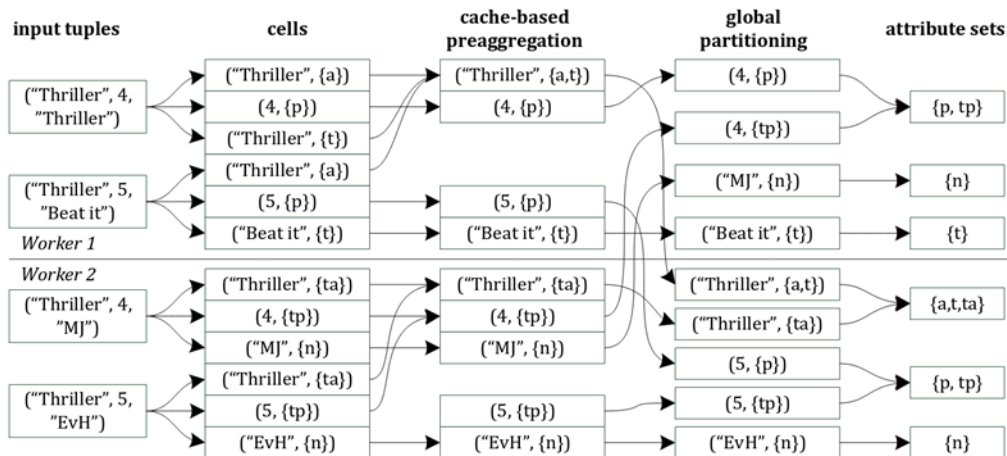 input tuples
cells
cache-based
preaggregation
global
partitioning
attribute sets
("Thriller", 4,
"Thriller")
("Thriller", 5,
"Beat it")
Worker 1
("Thriller", {a})
(4, {p})
("Thriller", {t})
("Thriller", {a})
(5, {p})
("Beat it", {t})
("Thriller", {a,t})
(4, {p})
(5, {p})
("Beat it", {t})
(4, {p})
(4, {tp})
("MJ", {n})
("Beat it", {t})
{p, tp}
{n}
{t}
Worker 2
("Thriller", 4,
"MJ")
("Thriller", 5,
"EvH")
("Thriller", {ta})
(4, {tp})
("MJ", {n})
("Thriller", {ta})
(5, {tp})
("EvH", {n})
("Thriller", {ta})
(4, {tp})
("MJ", {n})
(5, {tp})
("EvH", {n})
("Thriller", {a,t})
("Thriller", {ta})
(5, {p})
(5, {tp})
("EvH", {n})
{a,t,ta}
{p, tp}
{n}